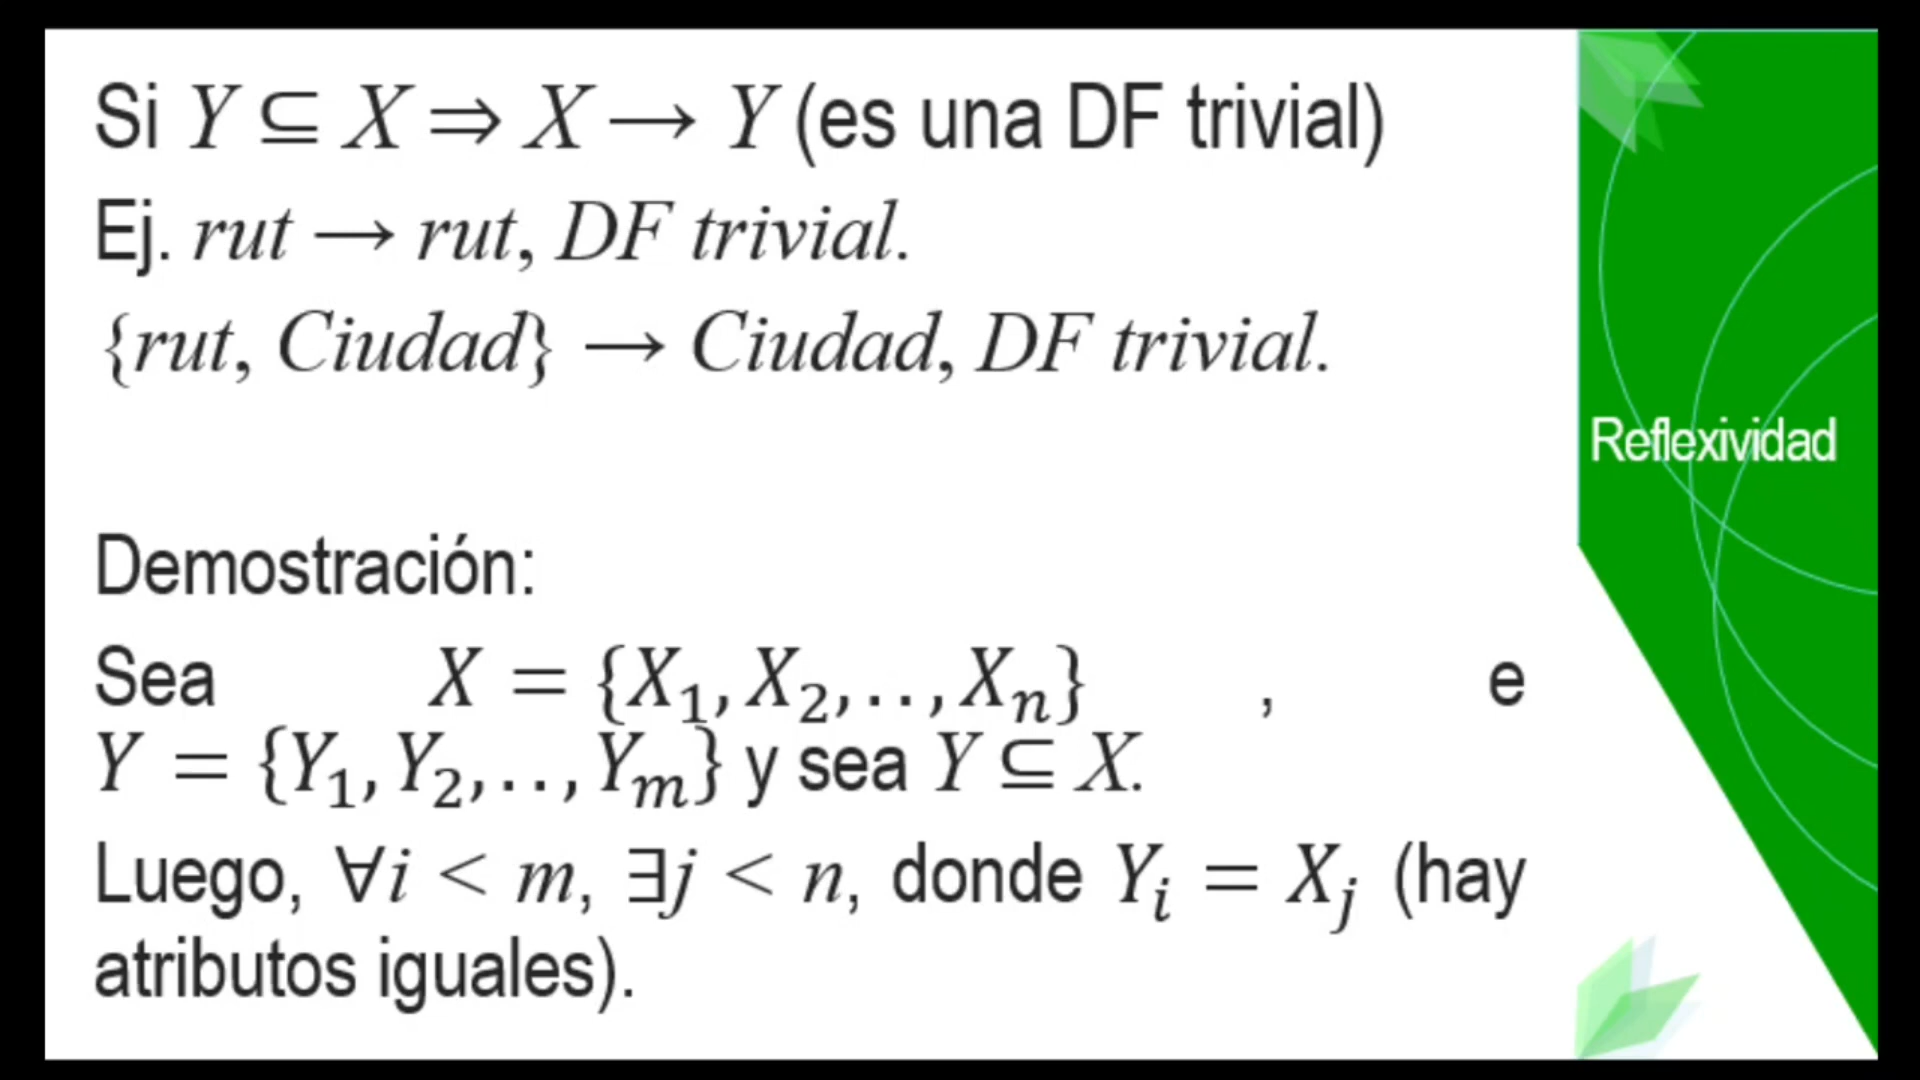 Si Y ⊆ X ⇒ X → Y (es una DF trivial)
Ej. rut → rut, DF trivial.
{rut, Ciudad} → Ciudad, DF trivial.
Reflexividad
Demostración:
Sea X = {X₁, X₂, . . , Xₙ} , e
Y = {Y₁, Y₂, . . , Yₘ} y sea Y ⊆ X.
Luego, ∀i < m, ∃j < n, donde Yᵢ = Xⱼ (hay
atributos iguales).